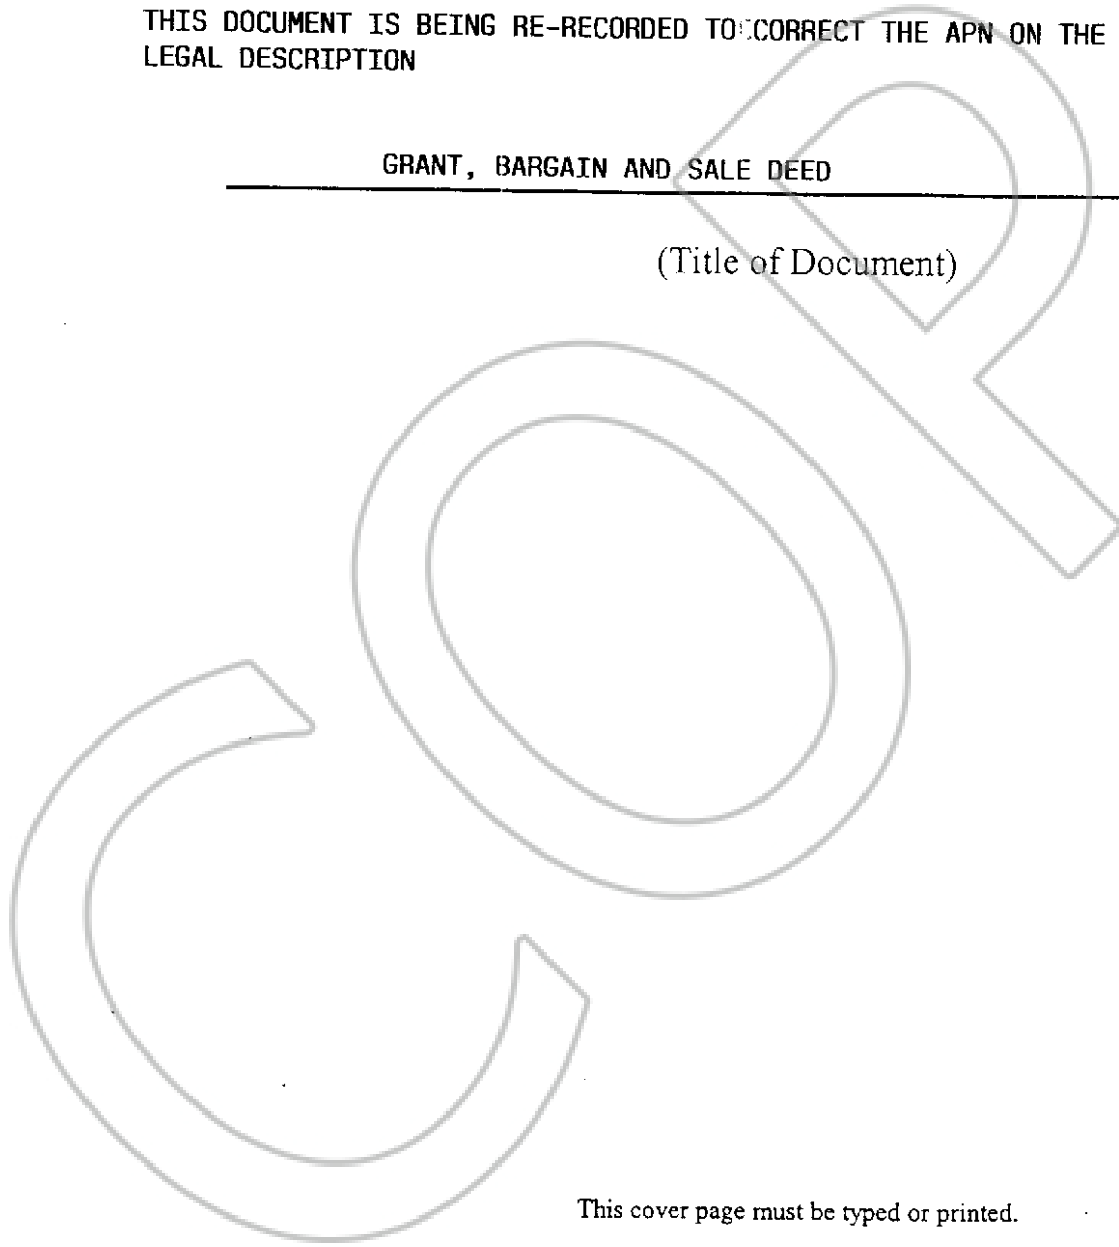 THIS DOCUMENT IS BEING RE-RECORDED TO CORRECT THE APN ON THE
LEGAL DESCRIPTION
GRANT, BARGAIN AND SALE DEED
(Title of Document)
COP
This cover page must be typed or printed.